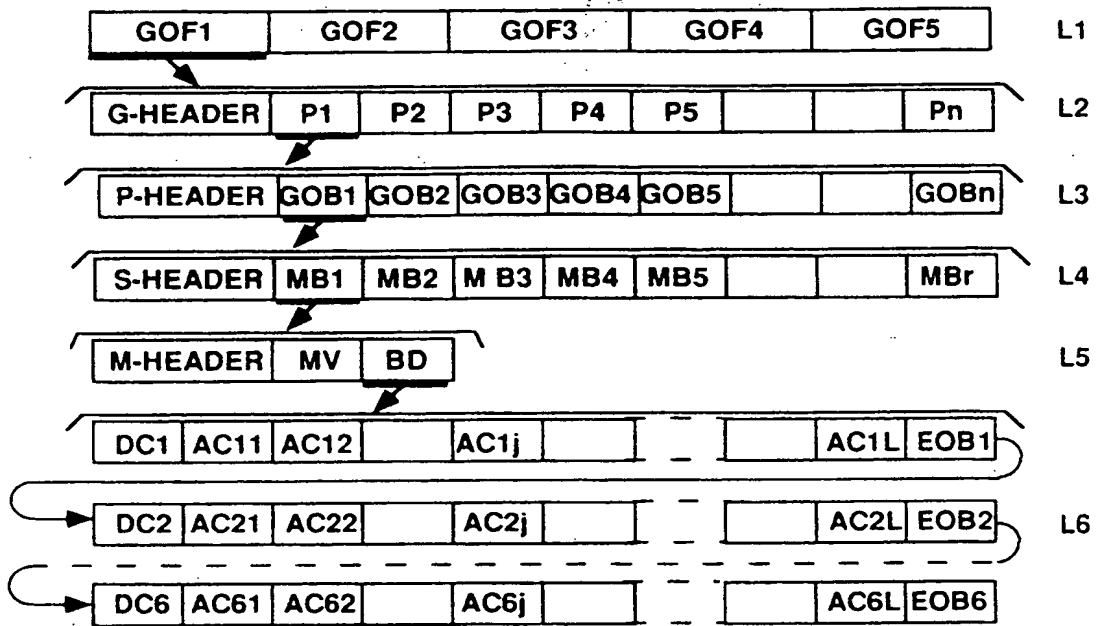 GOF1 GOF2 GOF3 GOF4 GOF5 L1
G-HEADER P1 P2 P3 P4 P5 Pn L2
P-HEADER GOB1 GOB2 GOB3 GOB4 GOB5 GOBn L3
S-HEADER MB1 MB2 M B3 MB4 MB5 MBr L4
M-HEADER MV BD L5
DC1 AC11 AC12 AC1j AC1L EOB1
DC2 AC21 AC22 AC2j AC2L EOB2 L6
DC6 AC61 AC62 AC6j AC6L EOB6